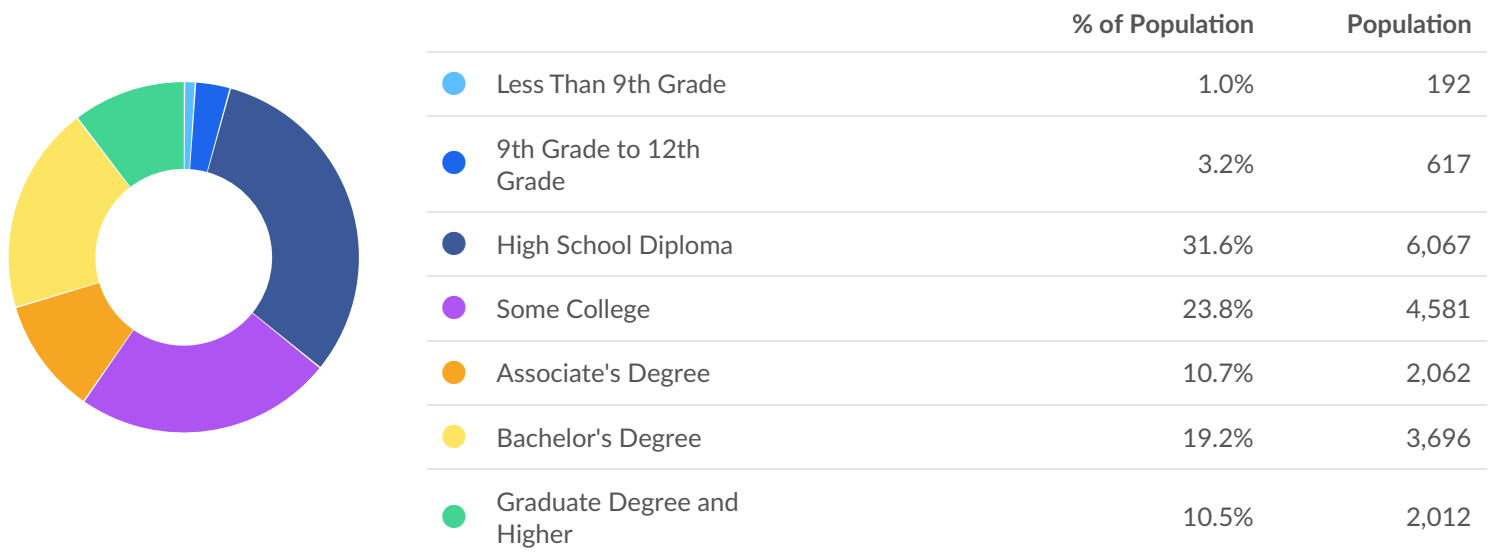 % of Population Population
Less Than 9th Grade 1.0% 192
9th Grade to 12th
Grade 3.2% 617
High School Diploma 31.6% 6,067
Some College 23.8% 4,581
Associate's Degree 10.7% 2,062
Bachelor's Degree 19.2% 3,696
Graduate Degree and
Higher 10.5% 2,012